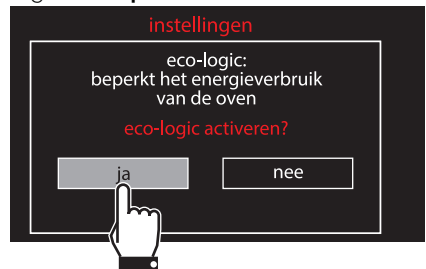 instellingen
eco-logic:
beperkt het energieverbruik
van de oven
eco-logic activeren?
ja
nee